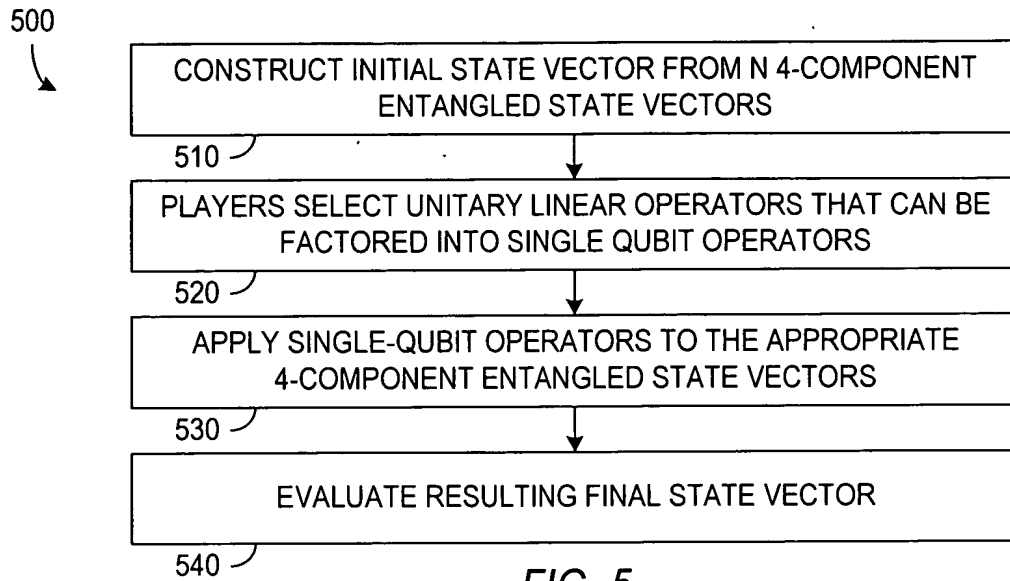 500
CONSTRUCT INITIAL STATE VECTOR FROM N 4-COMPONENT
ENTANGLED STATE VECTORS
510
PLAYERS SELECT UNITARY LINEAR OPERATORS THAT CAN BE
FACTORED INTO SINGLE QUBIT OPERATORS
520
APPLY SINGLE-QUBIT OPERATORS TO THE APPROPRIATE
4-COMPONENT ENTANGLED STATE VECTORS
530
EVALUATE RESULTING FINAL STATE VECTOR
540
FIG. 5